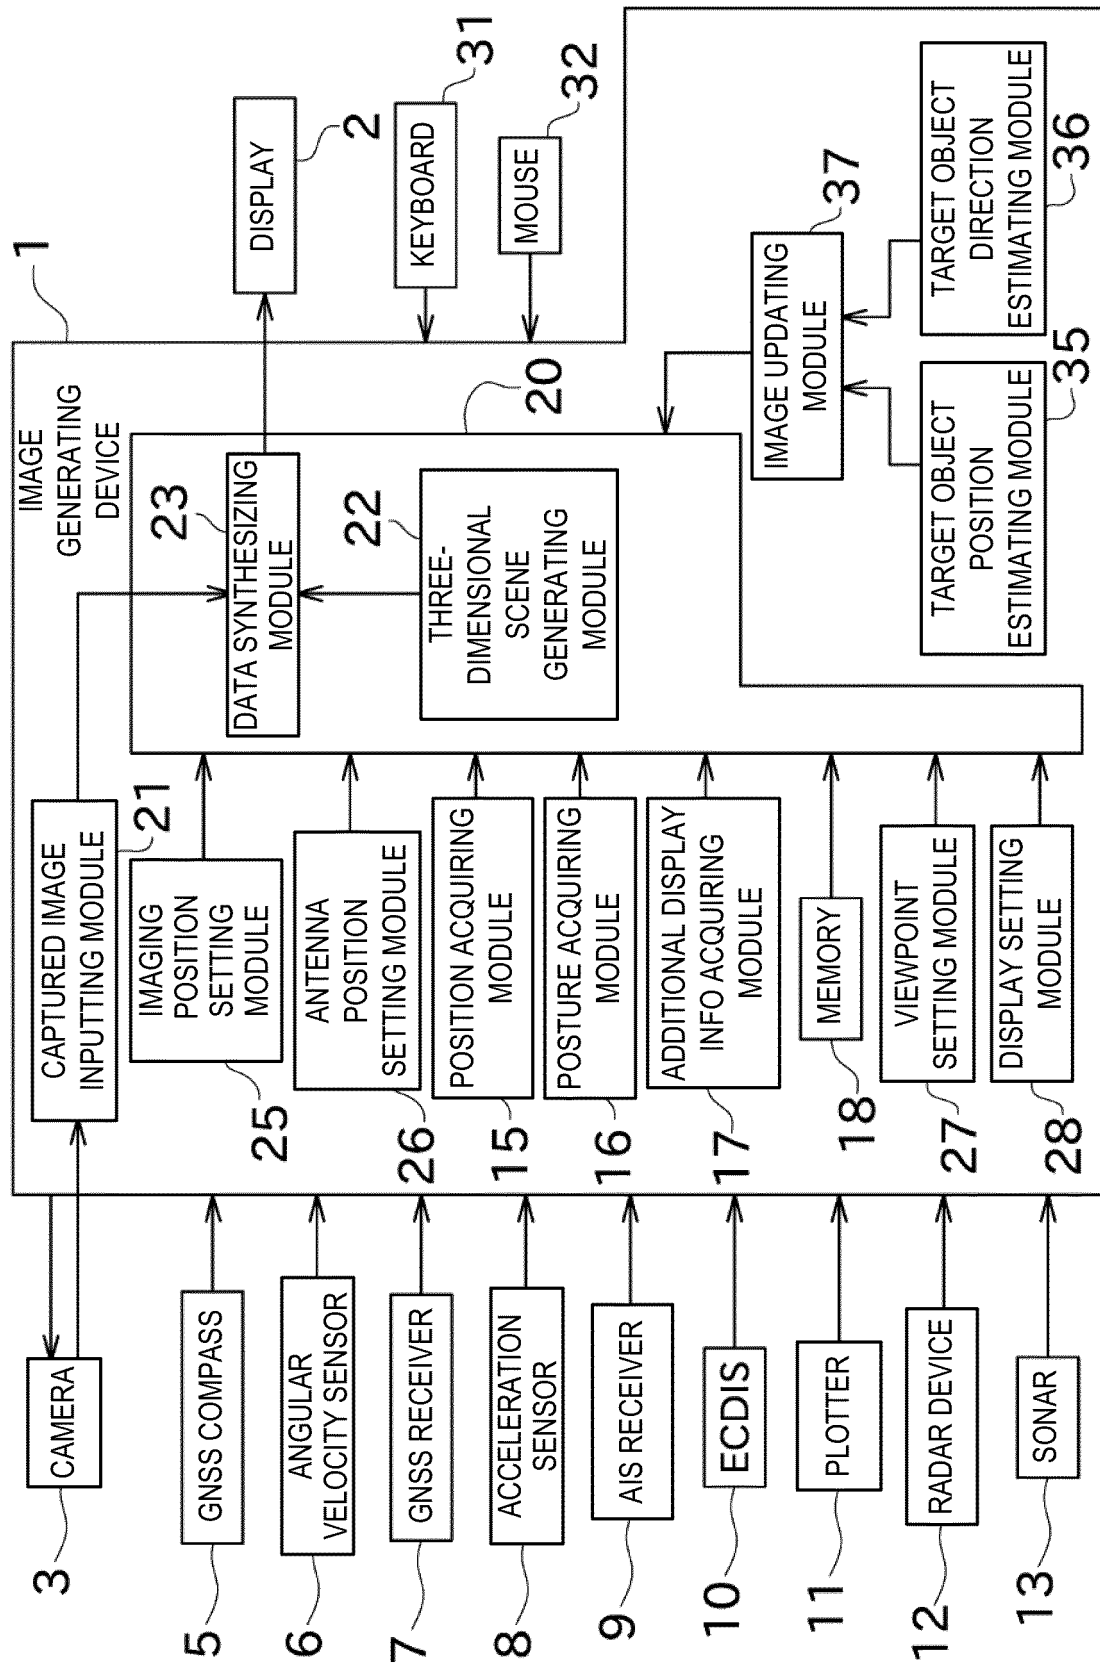 1
IMAGE
GENERATING
DEVICE
3
CAMERA
CAPTURED IMAGE
INPUTTING MODULE
21
5
GNSS COMPASS
6
ANGULAR
VELOCITY SENSOR
7
GNSS RECEIVER
8
ACCELERATION
SENSOR
9
AIS RECEIVER
10
ECDIS
11
PLOTTER
12
RADAR DEVICE
13
SONAR
IMAGING
POSITION
SETTING
MODULE
25
ANTENNA
POSITION
SETTING MODULE
26
POSITION ACQUIRING
MODULE
15
POSTURE ACQUIRING
MODULE
16
ADDITIONAL DISPLAY
INFO ACQUIRING
MODULE
17
MEMORY
18
VIEWPOINT
SETTING MODULE
27
DISPLAY SETTING
MODULE
28
20
23
DATA SYNTHESIZING
MODULE
22
THREE-
DIMENSIONAL
SCENE
GENERATING
MODULE
DISPLAY
2
KEYBOARD
31
MOUSE
32
IMAGE UPDATING
MODULE
37
TARGET OBJECT
POSITION
ESTIMATING MODULE
35
TARGET OBJECT
DIRECTION
ESTIMATING MODULE
36